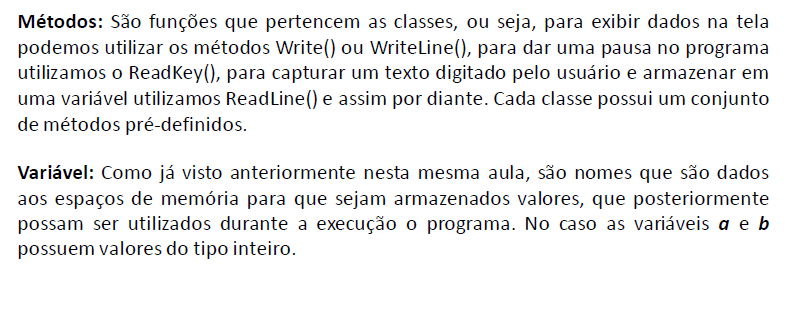 Métodos: São funções que pertencem as classes, ou seja, para exibir dados na tela
podemos utilizar os métodos Write() ou WriteLine(), para dar uma pausa no programa
utilizamos o ReadKey(), para capturar um texto digitado pelo usuário e armazenar em
uma variável utilizamos ReadLine() e assim por diante. Cada classe possui um conjunto
de métodos pré-definidos.
Variável: Como já visto anteriormente nesta mesma aula, são nomes que são dados
aos espaços de memória para que sejam armazenados valores, que posteriormente
possam ser utilizados durante a execução o programa. No caso as variáveis a e b
possuem valores do tipo inteiro.